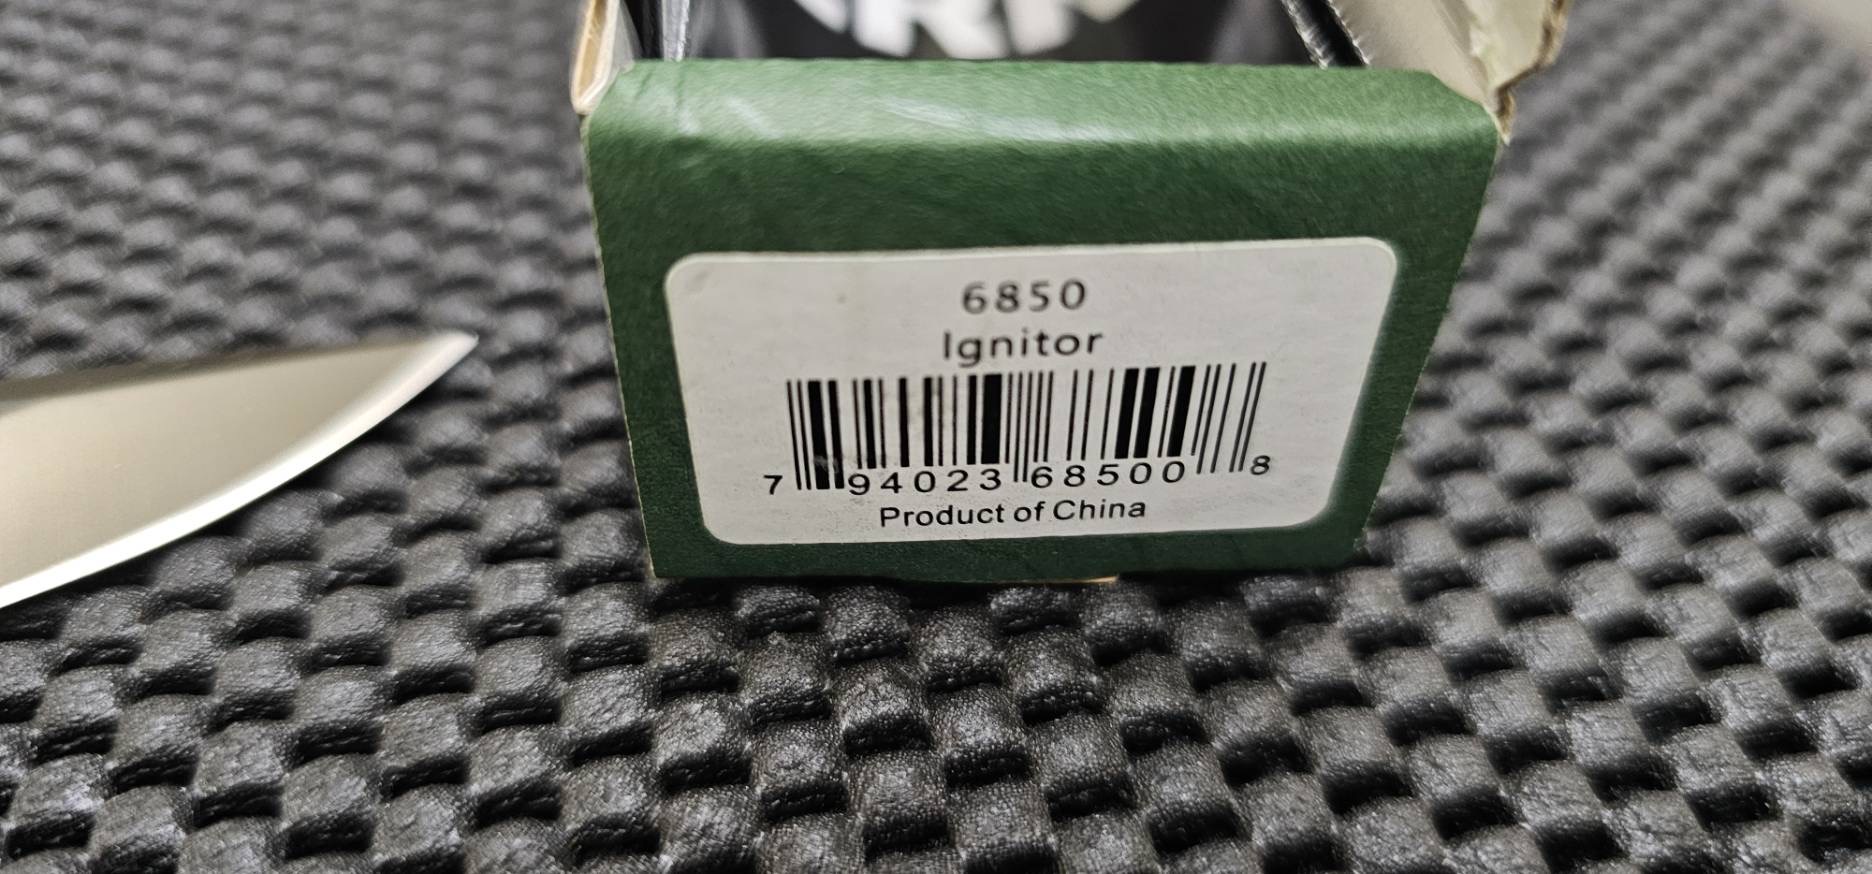 6850
Ignitor
7 94023 68500 8
Product of China